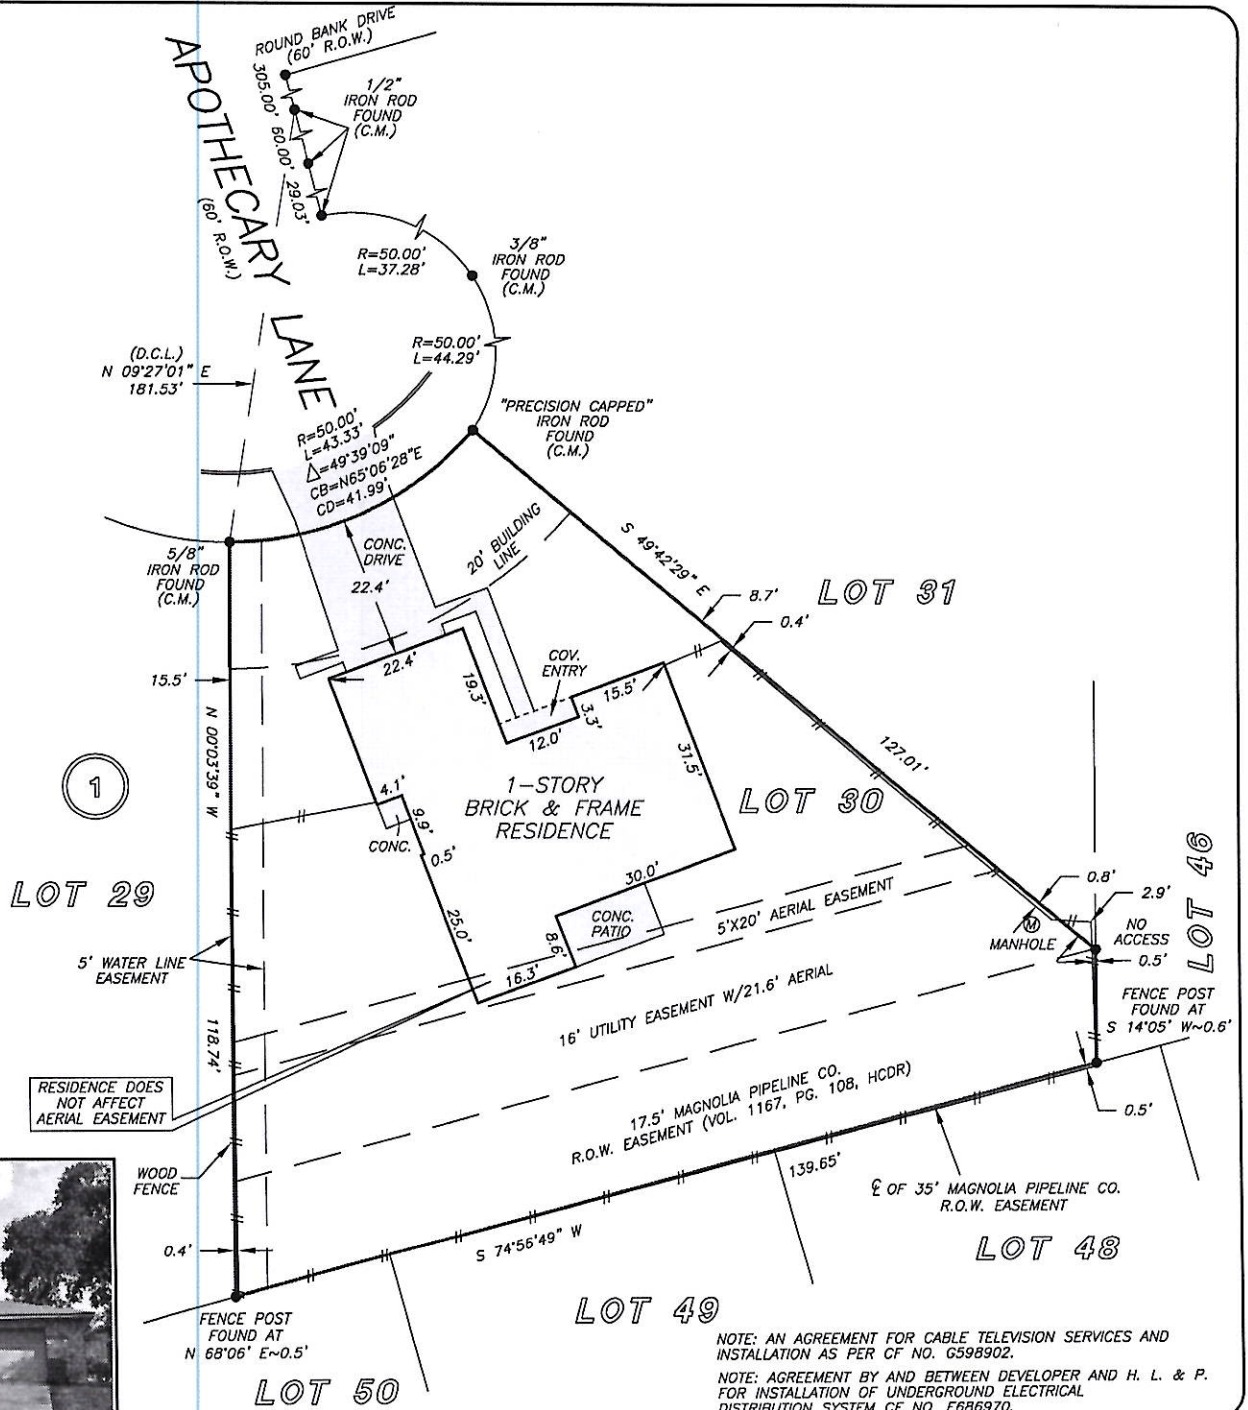 ROUND BANK DRIVE
(60' R.O.W.)
APOTHECARY LANE
(60' R.O.W.)
305.00'
60.00'
29.03'
1/2"
IRON ROD
FOUND
(C.M.)
R=50.00'
L=37.28'
3/8"
IRON ROD
FOUND
(C.M.)
R=50.00'
L=44.29'
(D.C.L.)
N 09°27'01" E
181.53'
R=50.00'
L=43.33'
△=49°39'09"
CB=N65°06'28"E
CD=41.99'
"PRECISION CAPPED"
IRON ROD
FOUND
(C.M.)
5/8"
IRON ROD
FOUND
(C.M.)
CONC.
DRIVE
22.4'
20' BUILDING
LINE
S 49°42'29" E
8.7'
LOT 31
0.4'
15.5'
22.4'
19.3'
COV.
ENTRY
15.5'
3.3'
12.0'
31.5'
127.01'
N 00°03'39" W
1
4.1'
9.9'
CONC.
0.5'
1-STORY
BRICK & FRAME
RESIDENCE
LOT 30
LOT 46
LOT 29
30.0'
0.8'
2.9'
25.0'
8.6'
CONC.
PATIO
5'X20' AERIAL EASEMENT
M
MANHOLE
NO
ACCESS
0.5'
5' WATER LINE
EASEMENT
16.3'
16' UTILITY EASEMENT W/21.6' AERIAL
FENCE POST
FOUND AT
S 14°05' W~0.6'
118.74'
RESIDENCE DOES
NOT AFFECT
AERIAL EASEMENT
17.5' MAGNOLIA PIPELINE CO.
R.O.W. EASEMENT (VOL. 1167, PG. 108, HCDR)
0.5'
WOOD
FENCE
139.65'
℄ OF 35' MAGNOLIA PIPELINE CO.
R.O.W. EASEMENT
0.4'
S 74°56'49" W
LOT 48
FENCE POST
FOUND AT
N 68°06' E~0.5'
LOT 49
LOT 50
NOTE: AN AGREEMENT FOR CABLE TELEVISION SERVICES AND
INSTALLATION AS PER CF NO. G598902.
NOTE: AGREEMENT BY AND BETWEEN DEVELOPER AND H. L. & P.
FOR INSTALLATION OF UNDERGROUND ELECTRICAL
DISTRIBUTION SYSTEM CF NO. F686970.